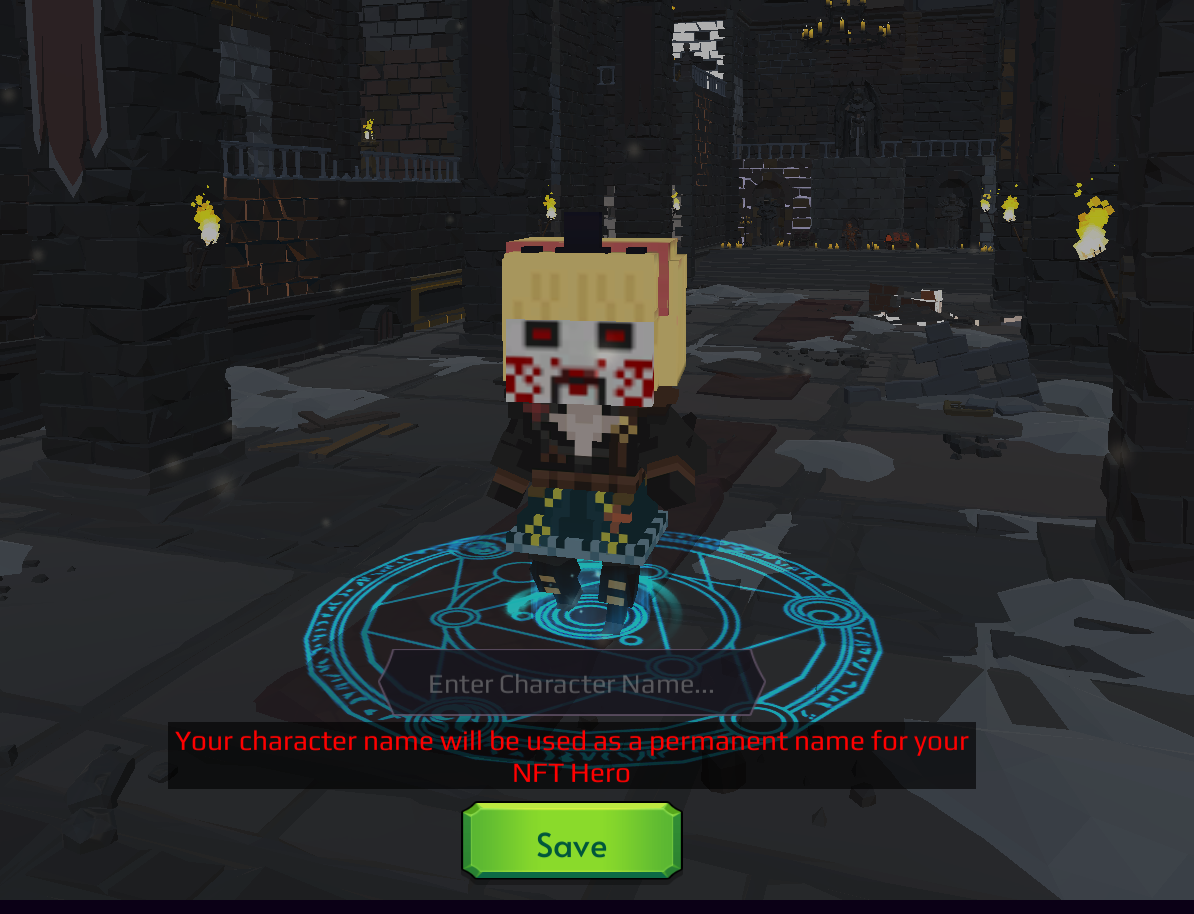 Enter Character Name...
Your character name will be used as a permanent name for your
NFT Hero
Save